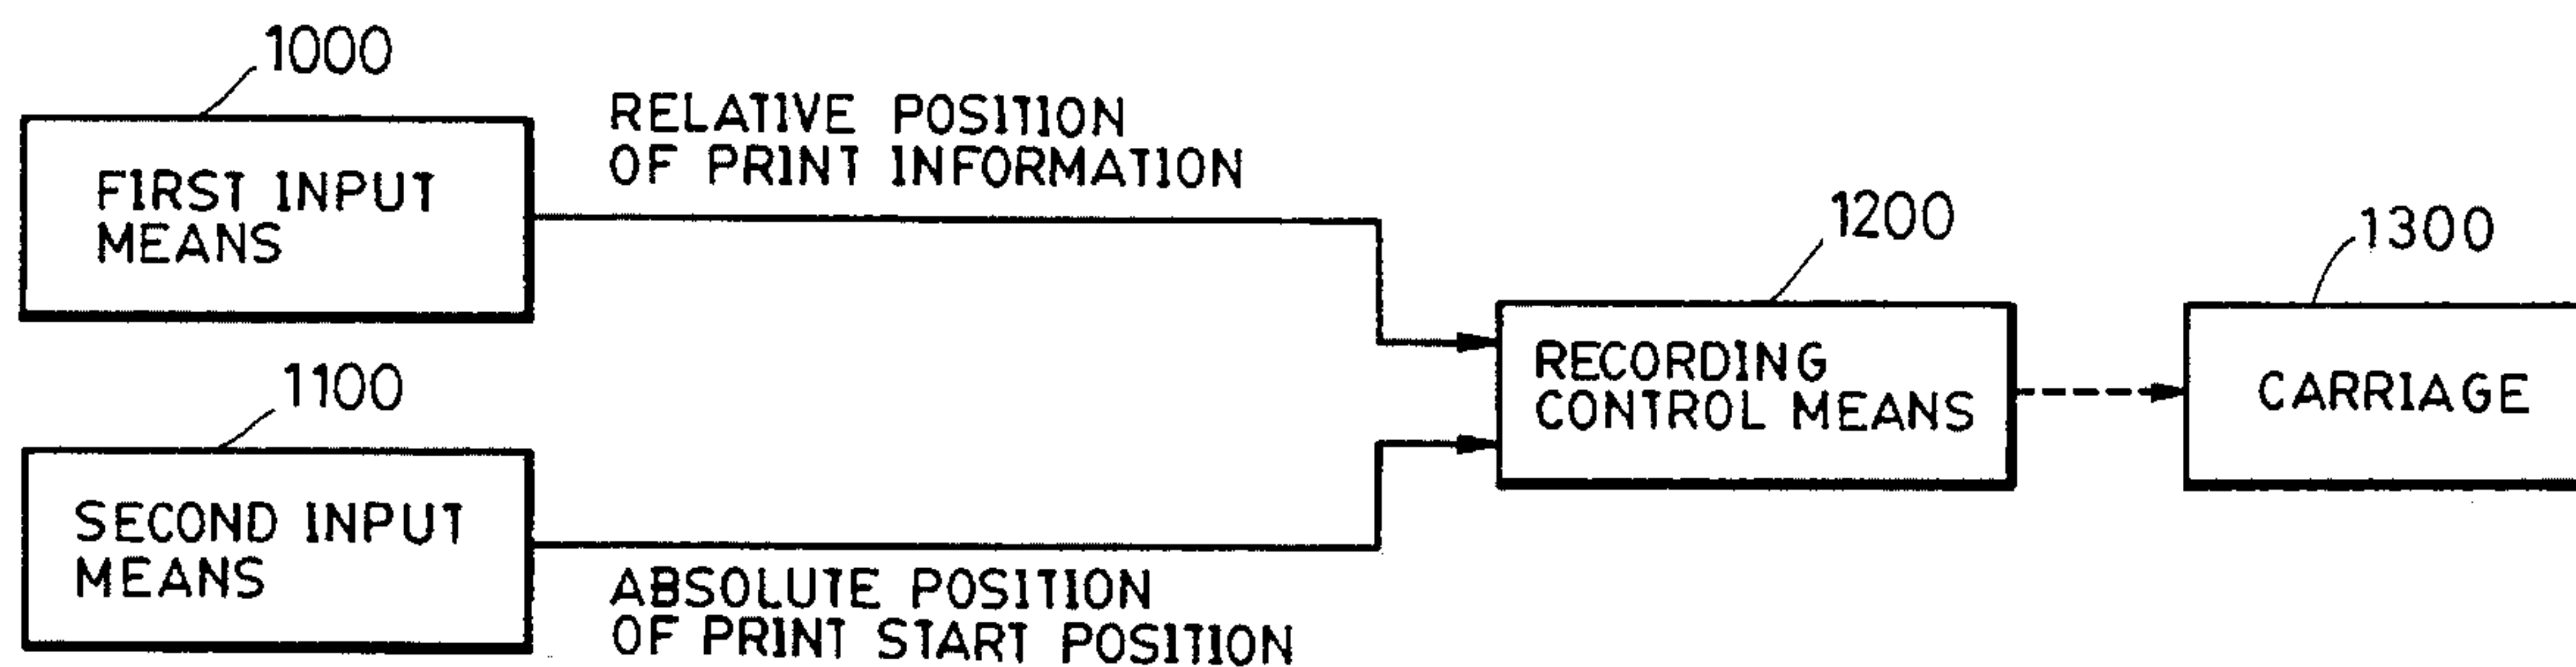 1000
FIRST INPUT
MEANS
RELATIVE POSITION
OF PRINT INFORMATION
1100
SECOND INPUT
MEANS
ABSOLUTE POSITION
OF PRINT START POSITION
1200
RECORDING
CONTROL MEANS
1300
CARRIAGE